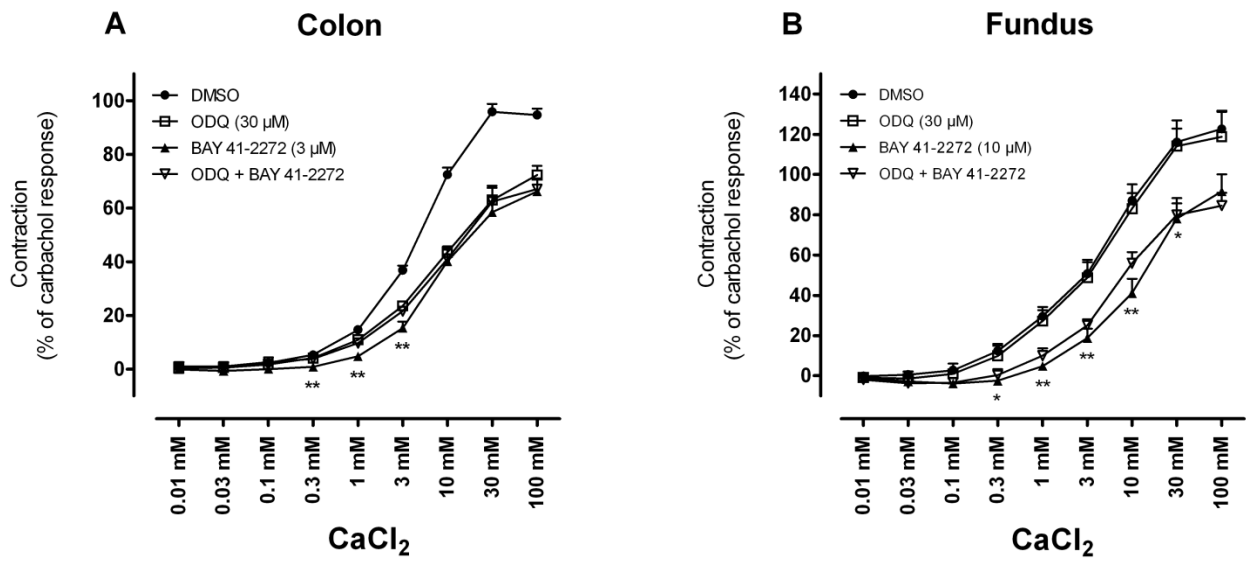 A
Colon
Contraction
(% of carbachol response)
100
80
60
40
20
0
DMSO
ODQ (30 µM)
BAY 41-2272 (3 µM)
ODQ + BAY 41-2272
**
**
**
0.01 mM
0.03 mM
0.1 mM
0.3 mM
1 mM
3 mM
10 mM
30 mM
100 mM
CaCl₂
B
Fundus
Contraction
(% of carbachol response)
140
120
100
80
60
40
20
0
DMSO
ODQ (30 µM)
BAY 41-2272 (10 µM)
ODQ + BAY 41-2272
*
**
**
**
*
0.01 mM
0.03 mM
0.1 mM
0.3 mM
1 mM
3 mM
10 mM
30 mM
100 mM
CaCl₂